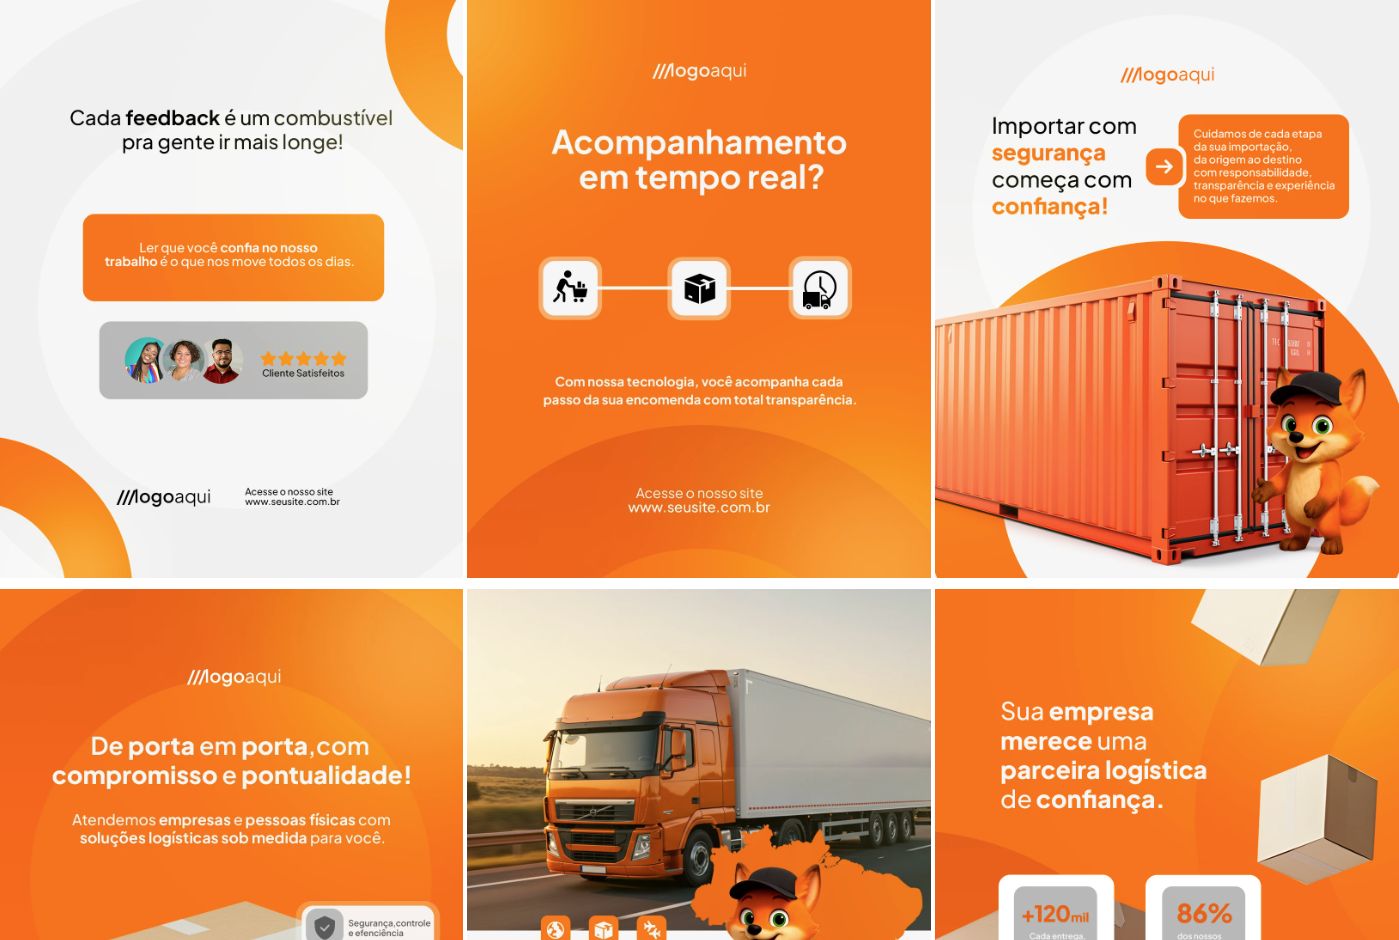 Cada feedback é um combustível
pra gente ir mais longe!
Ler que você confia no nosso
trabalho é o que nos move todos os dias.
Cliente Satisfeitos
///logoaqui
Acesse o nosso site
www.seusite.com.br
///logoaqui
Acompanhamento
em tempo real?
Com nossa tecnologia, você acompanha cada
passo da sua encomenda com total transparência.
Acesse o nosso site
www.seusite.com.br
///logoaqui
Importar com
segurança
começa com
confiança!
Cuidamos de cada etapa
da sua importação,
da origem ao destino
com responsabilidade,
transparência e experiência
no que fazemos.
///logoaqui
De porta em porta,com
compromisso e pontualidade!
Atendemos empresas e pessoas físicas com
soluções logísticas sob medida para você.
Segurança,controle
e efenciência
Sua empresa
merece uma
parceira logística
de confiança.
+120mil
Cada entrega,
86%
dos nossos